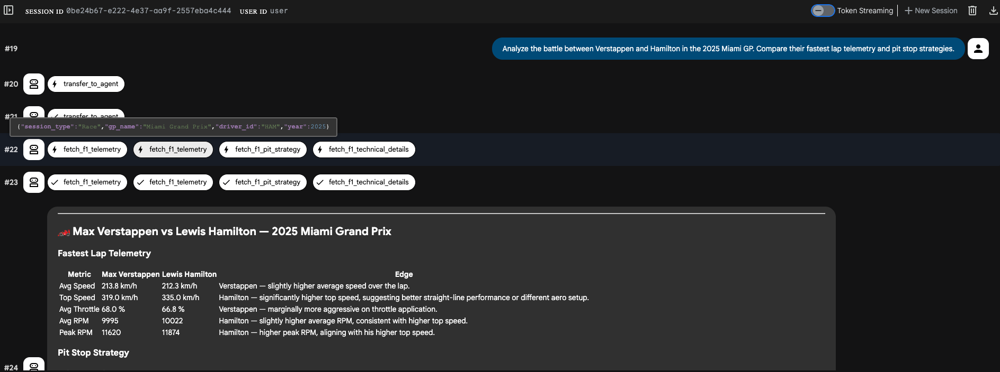 SESSION ID 0be24b67-e222-4e37-aa9f-2557eba4c444 USER ID user Token Streaming New Session
#19 Analyze the battle between Verstappen and Hamilton in the 2025 Miami GP. Compare their fastest lap telemetry and pit stop strategies.
#20 transfer_to_agent
#21 transfer_to_agent
{"session_type":"Race","gp_name":"Miami Grand Prix","driver_id":"HAM","year":2025}
#22 fetch_f1_telemetry fetch_f1_telemetry fetch_f1_pit_strategy fetch_f1_technical_details
#23 fetch_f1_telemetry fetch_f1_telemetry fetch_f1_pit_strategy fetch_f1_technical_details
Max Verstappen vs Lewis Hamilton — 2025 Miami Grand Prix
Fastest Lap Telemetry
Metric Max Verstappen Lewis Hamilton Edge
Avg Speed 213.8 km/h 212.3 km/h Verstappen — slightly higher average speed over the lap.
Top Speed 319.0 km/h 335.0 km/h Hamilton — significantly higher top speed, suggesting better straight-line performance or different aero setup.
Avg Throttle 68.0 % 66.8 % Verstappen — marginally more aggressive on throttle application.
Avg RPM 9995 10022 Hamilton — slightly higher average RPM, consistent with higher top speed.
Peak RPM 11620 11874 Hamilton — higher peak RPM, aligning with his higher top speed.
Pit Stop Strategy
#24